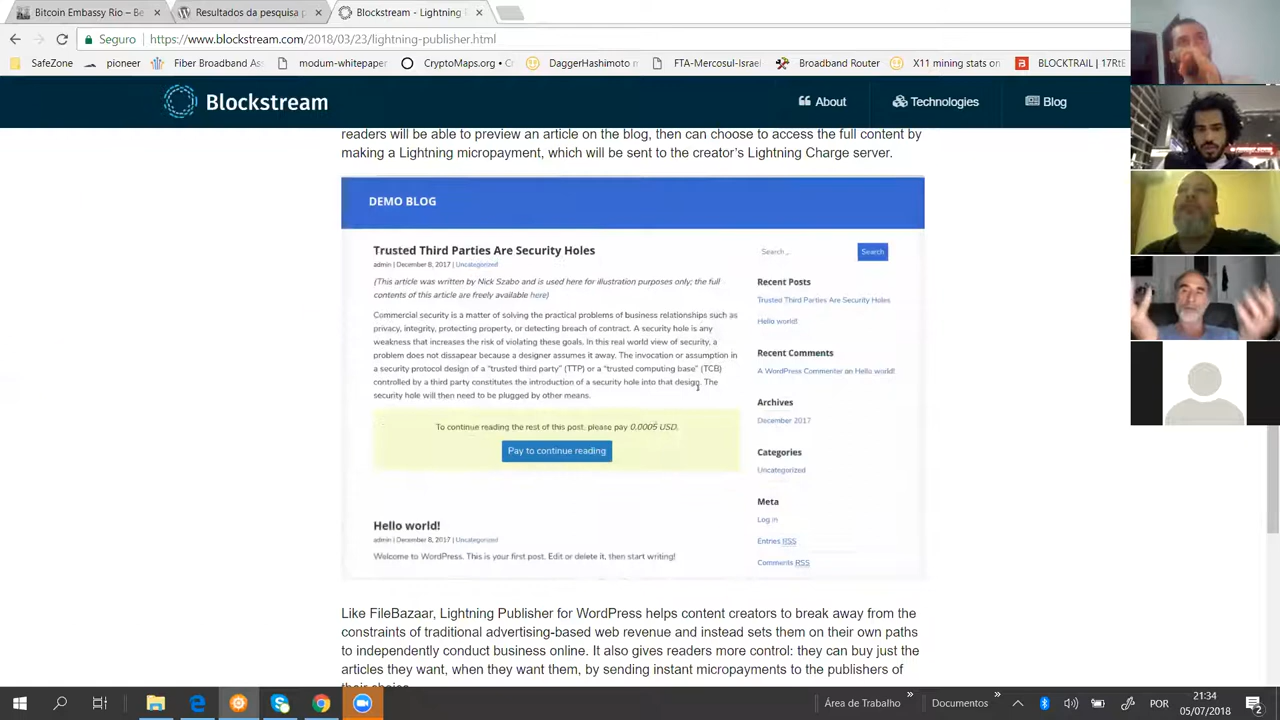 Bitcoin Embassy Rio – Be
Resultados da pesquisa p
Blockstream - Lightning F
Seguro
https://www.blockstream.com/2018/03/23/lightning-publisher.html
SafeZone
pioneer
Fiber Broadband Ass
modum-whitepaper
CryptoMaps.org :
DaggerHashimoto m
FTA-Mercosul-Israel
Broadband Router
X11 mining stats on
BLOCKTRAIL | 17RtE
Blockstream
About
Technologies
Blog
readers will be able to preview an article on the blog, then can choose to access the full content by
making a Lightning micropayment, which will be sent to the creator's Lightning Charge server.
DEMO BLOG
Trusted Third Parties Are Security Holes
admin | December 8, 2017 | Uncategorized
(This article was written by Nick Szabo and is used here for illustration purposes only; the full
contents of this article are freely available here)
Commercial security is a matter of solving the practical problems of business relationships such as
privacy, integrity, protecting property, or detecting breach of contract. A security hole is any
weakness that increases the risk of violating these goals. In this real world view of security, a
problem does not dissapear because a designer assumes it away. The invocation or assumption in
a security protocol design of a "trusted third party" (TTP) or a "trusted computing base" (TCB)
controlled by a third party constitutes the introduction of a security hole into that design. The
security hole will then need to be plugged by other means.
To continue reading the rest of this post, please pay 0.0005 USD.
Pay to continue reading
Hello world!
admin | December 8, 2017 | Uncategorized
Welcome to WordPress. This is your first post. Edit or delete it, then start writing!
Search …
Search
Recent Posts
Trusted Third Parties Are Security Holes
Hello world!
Recent Comments
A WordPress Commenter on Hello world!
Archives
December 2017
Categories
Uncategorized
Meta
Log in
Entries RSS
Comments RSS
Like FileBazaar, Lightning Publisher for WordPress helps content creators to break away from the
constraints of traditional advertising-based web revenue and instead sets them on their own paths
to independently conduct business online. It also gives readers more control: they can buy just the
articles they want, when they want them, by sending instant micropayments to the publishers of
their choice.
Área de Trabalho
Documentos
POR
21:34
05/07/2018
2